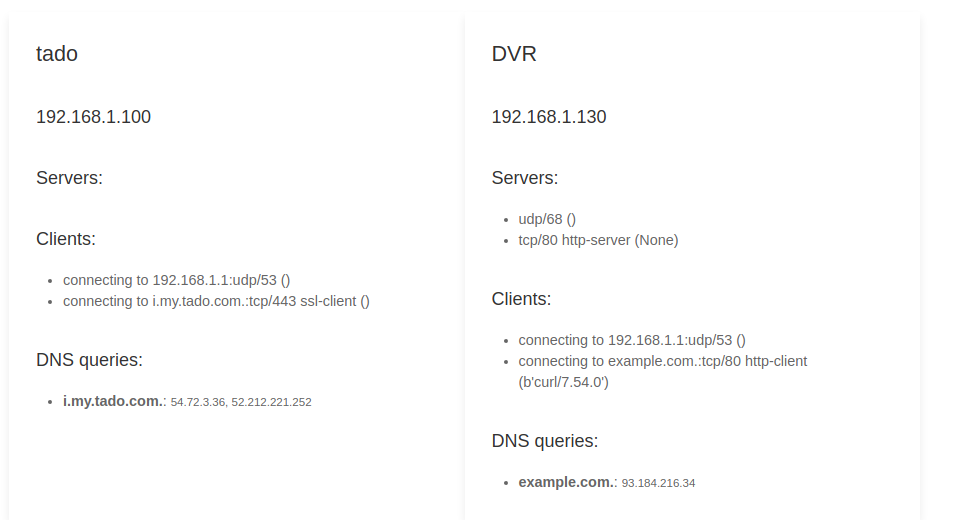 tado
192.168.1.100
Servers:
Clients:
connecting to 192.168.1.1:udp/53 ()
connecting to i.my.tado.com.:tcp/443 ssl-client ()
DNS queries:
i.my.tado.com.: 54.72.3.36, 52.212.221.252
DVR
192.168.1.130
Servers:
udp/68 ()
tcp/80 http-server (None)
Clients:
connecting to 192.168.1.1:udp/53 ()
connecting to example.com.:tcp/80 http-client
(b'curl/7.54.0')
DNS queries:
example.com.: 93.184.216.34